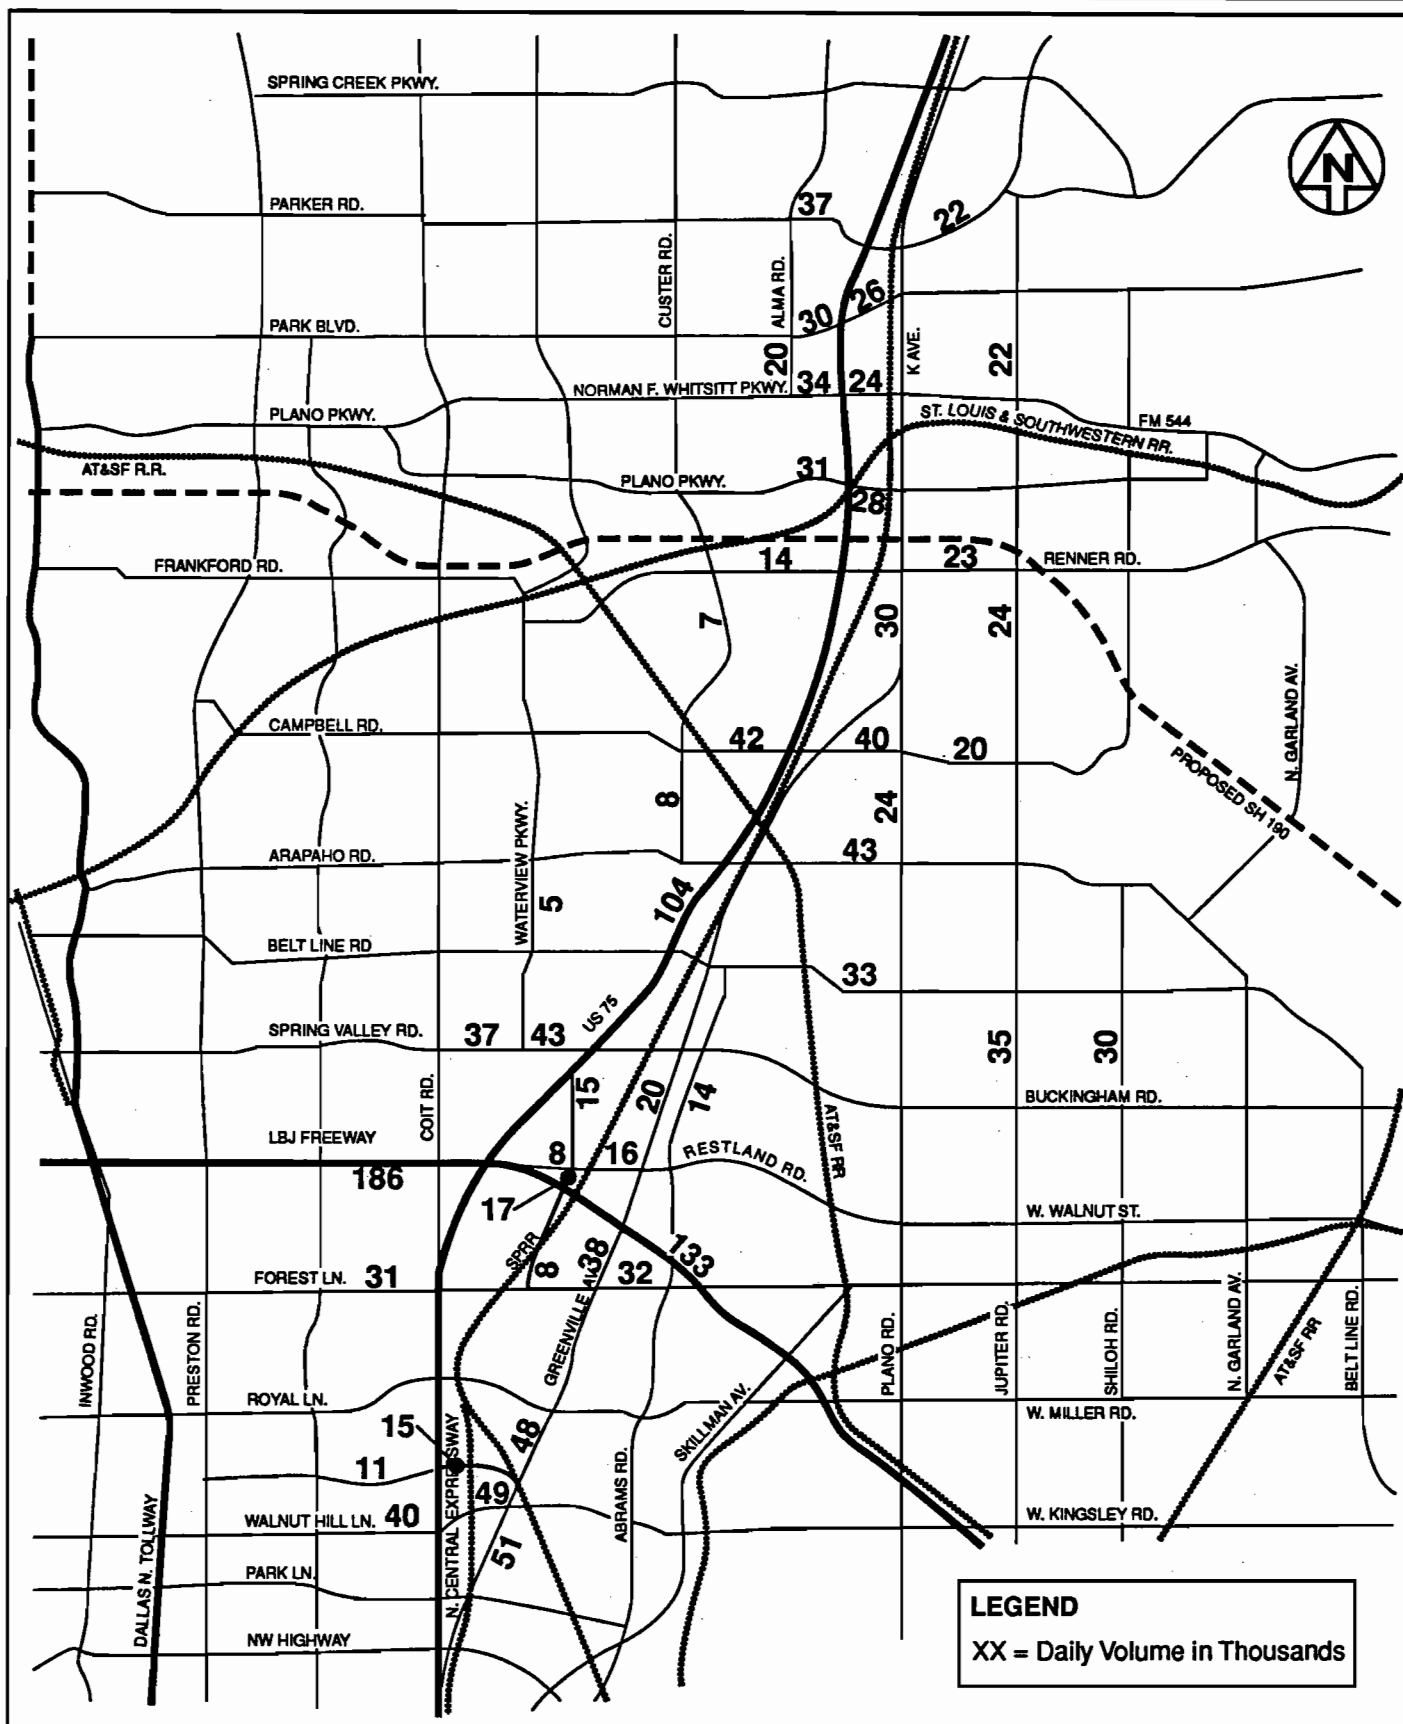 SPRING CREEK PKWY.
N
PARKER RD.
37
22
CUSTER RD.
ALMA RD.
26
30
PARK BLVD.
K AVE.
20
22
NORMAN F. WHITSITT PKWY.
34
24
PLANO PKWY.
ST. LOUIS & SOUTHWESTERN RR.
FM 544
AT&SF R.R.
31
PLANO PKWY.
28
FRANKFORD RD.
14
23
RENNER RD.
7
30
24
N. GARLAND AV.
CAMPBELL RD.
42
40
20
PROPOSED SH 190
8
24
WATERVIEW PKWY.
ARAPAHO RD.
43
104
5
BELT LINE RD
33
US 75
SPRING VALLEY RD.
37
43
35
30
15
20
14
COIT RD.
BUCKINGHAM RD.
AT&SF RR
LBJ FREEWAY
8
16
RESTLAND RD.
186
17
W. WALNUT ST.
SPRR
38
133
FOREST LN.
31
8
32
GREENVILLE AV.
INWOOD RD.
PRESTON RD.
PLANO RD.
JUPITER RD.
SHILOH RD.
N. GARLAND AV.
AT&SF RR
BELT LINE RD.
ROYAL LN.
SKILLMAN AV.
W. MILLER RD.
15
48
11
N. CENTRAL EXPRESSWAY
49
ABRAMS RD.
WALNUT HILL LN.
40
W. KINGSLEY RD.
DALLAS N. TOLLWAY
51
PARK LN.
NW HIGHWAY
LEGEND
XX = Daily Volume in Thousands